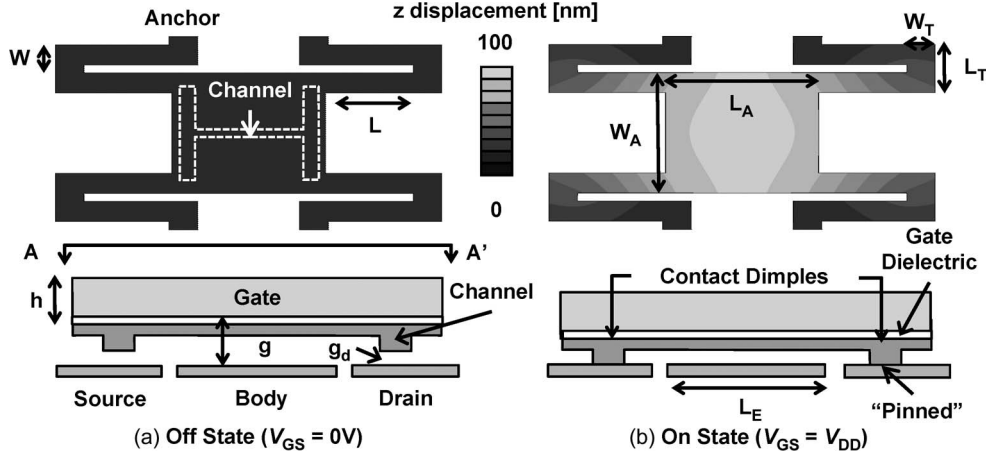 Anchor
W
Channel
L
z displacement [nm]
100
0
W_T
L_T
L_A
W_A
A
A'
h
Gate
Channel
g
g_d
Source
Body
Drain
(a) Off State (V_GS = 0V)
Gate
Dielectric
Contact Dimples
L_E
"Pinned"
(b) On State (V_GS = V_DD)